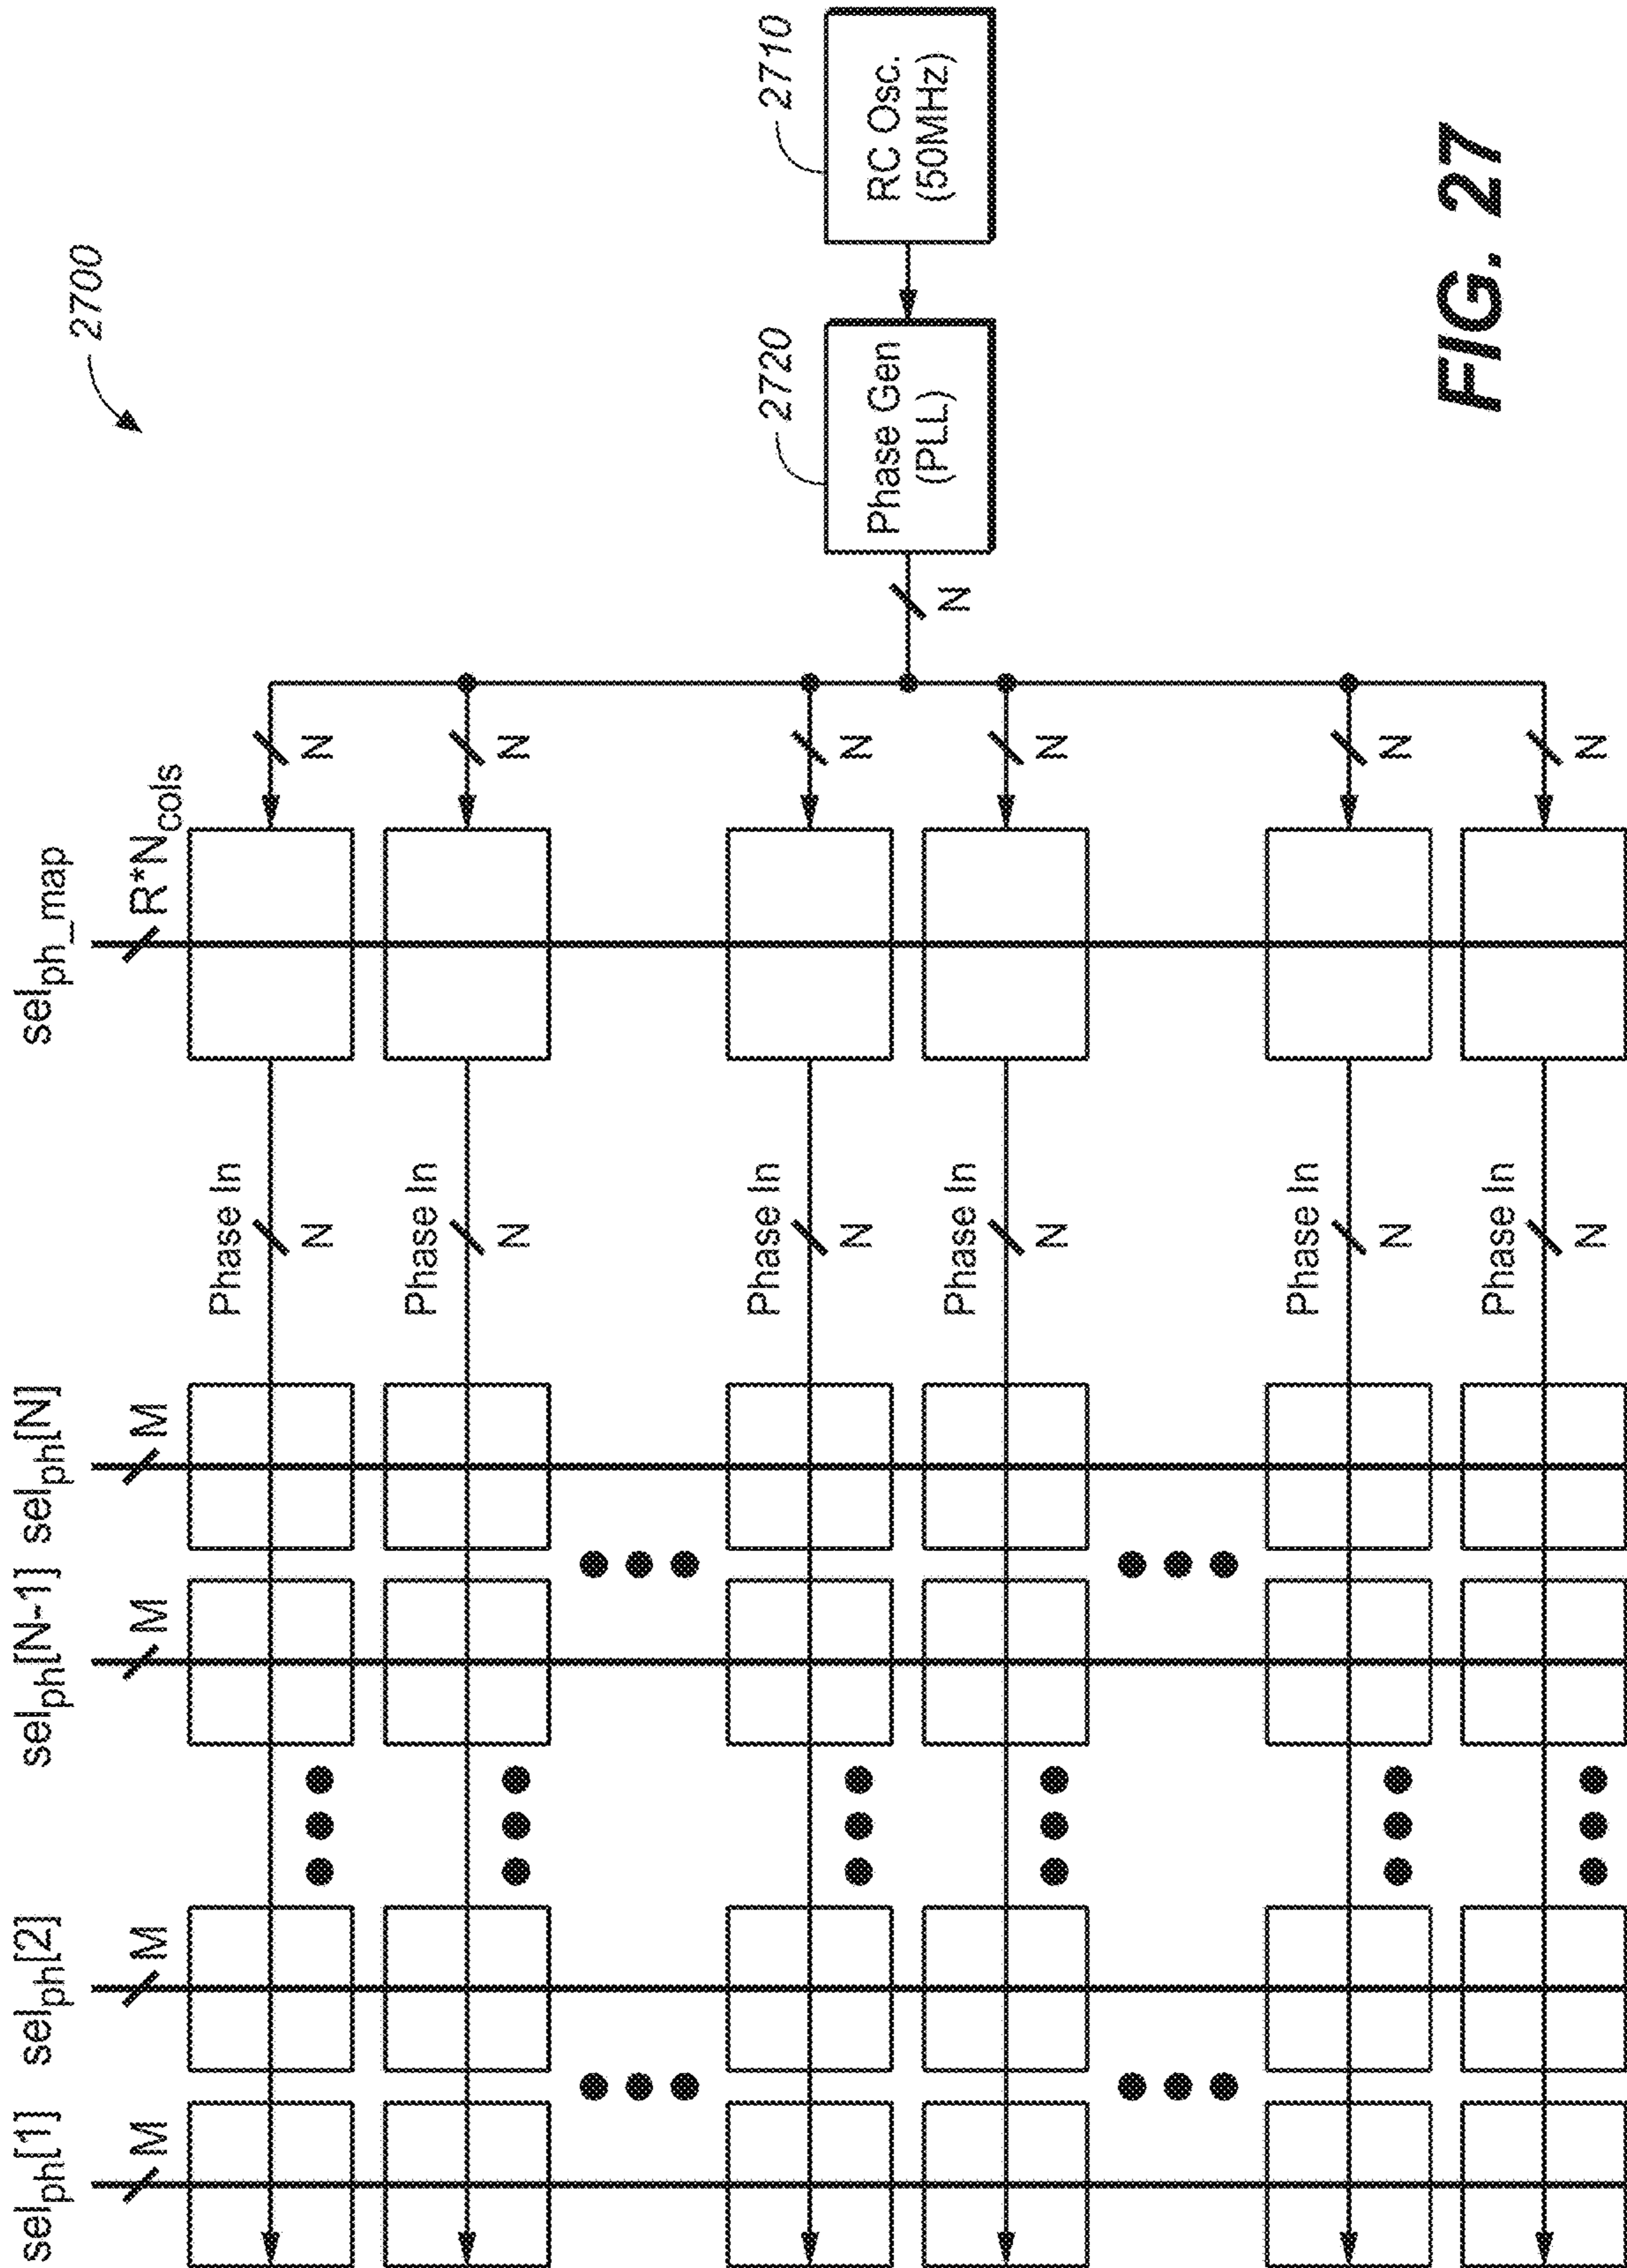 sel_ph[1] sel_ph[2] sel_ph[N-1] sel_ph[N] sel_ph_map
M M M M R*N_cols
2700
Phase In
N N
Phase In
N N
Phase In
N N
2720
Phase Gen
(PLL)
N
2710
RC Osc.
(50MHz)
Phase In
N N
Phase In
N N
Phase In
N N
FIG. 27